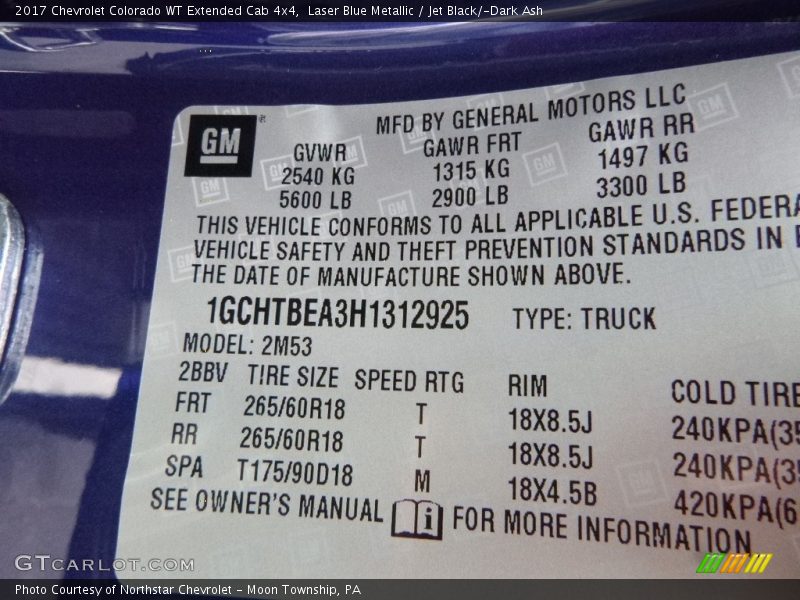 2017 Chevrolet Colorado WT Extended Cab 4x4, Laser Blue Metallic / Jet Black/-Dark Ash
GM
MFD BY GENERAL MOTORS LLC
GVWR GAWR FRT GAWR RR
2540 KG 1315 KG 1497 KG
5600 LB 2900 LB 3300 LB
THIS VEHICLE CONFORMS TO ALL APPLICABLE U.S. FEDERA
VEHICLE SAFETY AND THEFT PREVENTION STANDARDS IN
THE DATE OF MANUFACTURE SHOWN ABOVE.
1GCHTBEA3H1312925 TYPE: TRUCK
MODEL: 2M53
2BBV TIRE SIZE SPEED RTG RIM COLD TIRE
FRT 265/60R18 T 18X8.5J 240KPA(35
RR 265/60R18 T 18X8.5J 240KPA(35
SPA T175/90D18 M 18X4.5B 420KPA(6
SEE OWNER'S MANUAL i FOR MORE INFORMATION
GTCARLOT.COM
Photo Courtesy of Northstar Chevrolet - Moon Township, PA